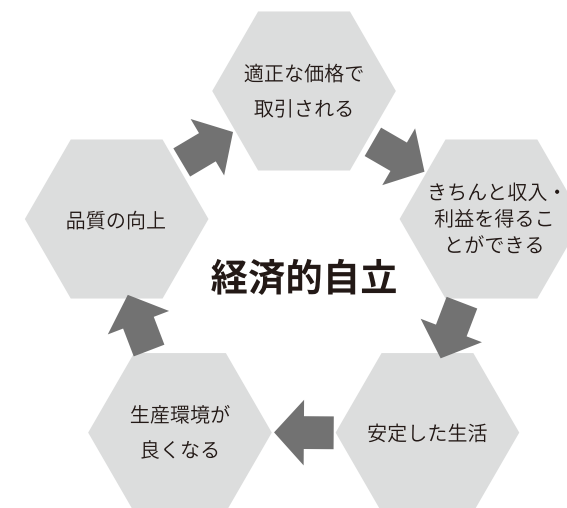 適正な価格で
取引される
きちんと収入・
利益を得るこ
とができる
安定した生活
生産環境が
良くなる
品質の向上
経済的自立